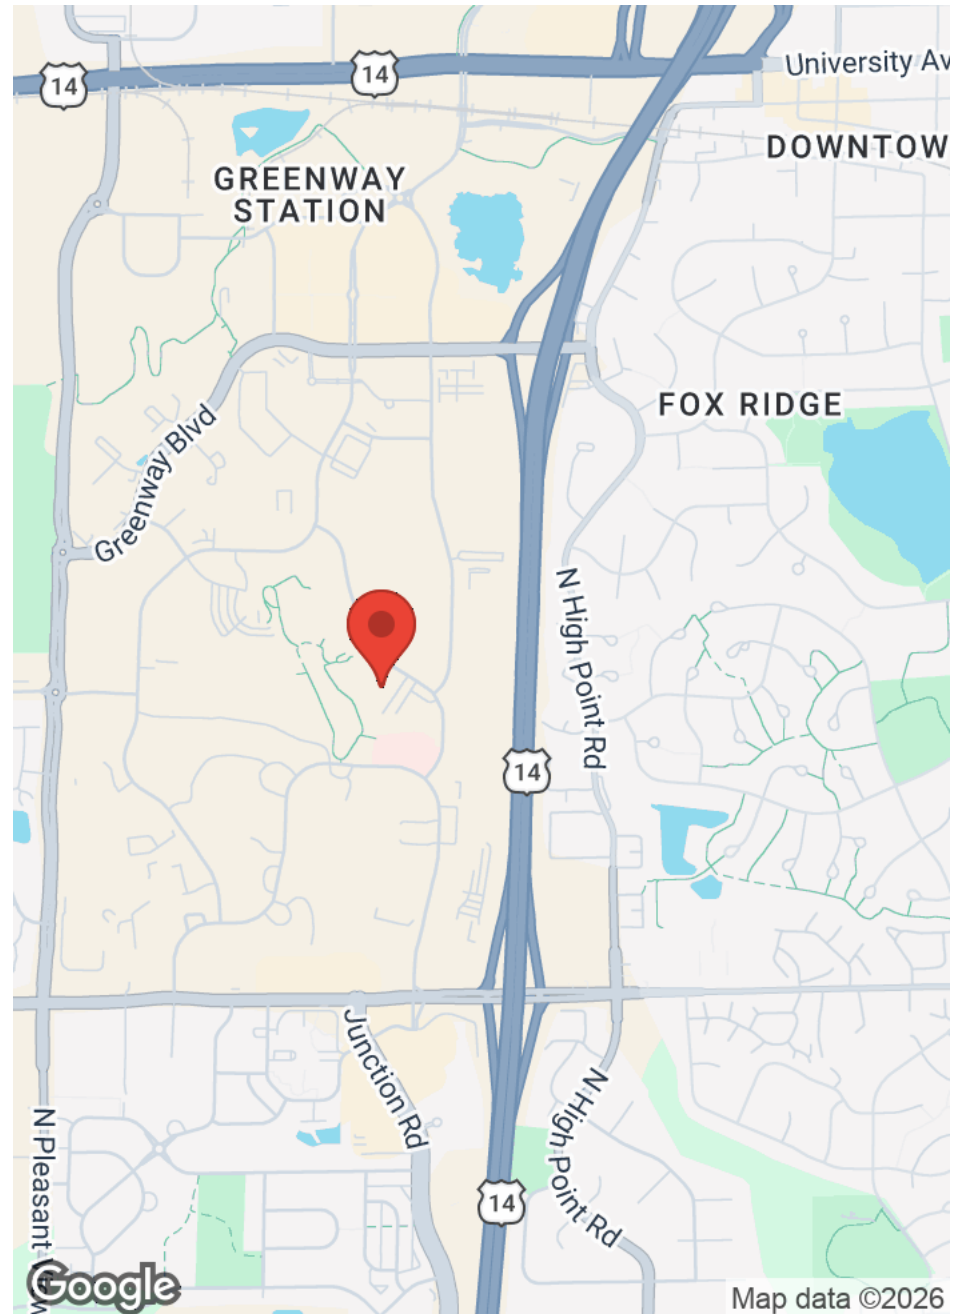 14
14
University Av
DOWNTOW
GREENWAY
STATION
FOX RIDGE
Greenway Blvd
N High Point Rd
14
Junction Rd
N High Point Rd
N Pleasant View
14
Google
Map data ©2026